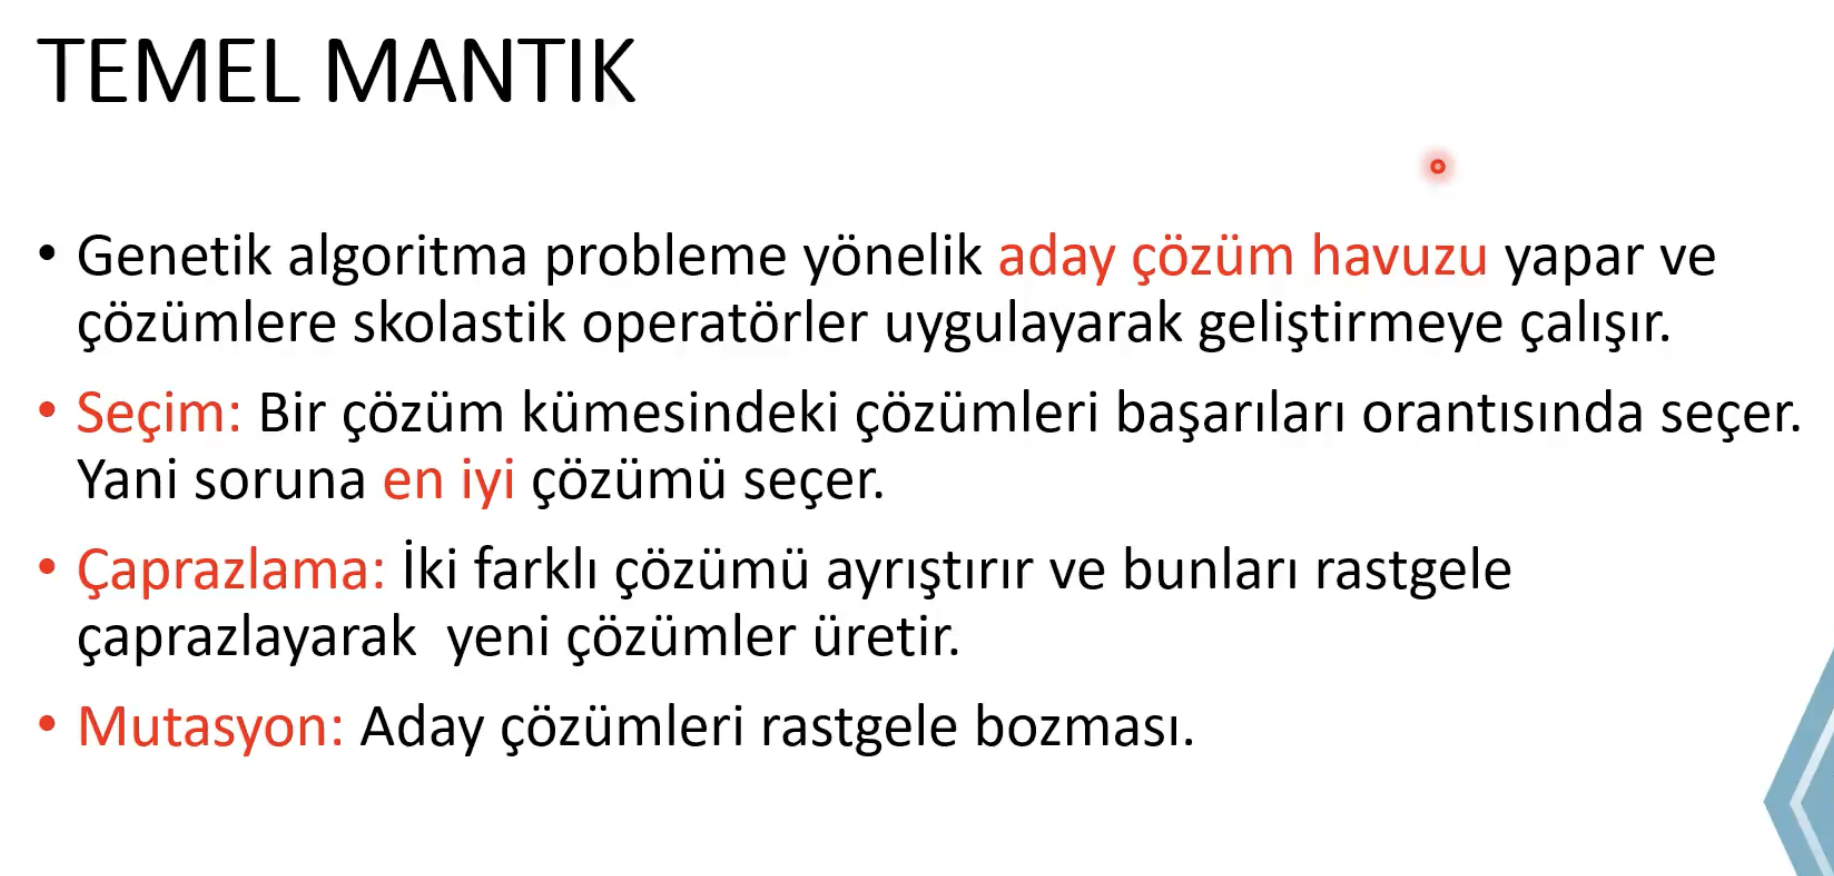 TEMEL MANTIK
• Genetik algoritma probleme yönelik aday çözüm havuzu yapar ve
çözümlere skolastik operatörler uygulayarak geliştirmeye çalışır.
• Seçim: Bir çözüm kümesindeki çözümleri başarıları orantısında seçer.
Yani soruna en iyi çözümü seçer.
• Çaprazlama: İki farklı çözümü ayrıştırır ve bunları rastgele
çaprazlayarak  yeni çözümler üretir.
• Mutasyon: Aday çözümleri rastgele bozması.